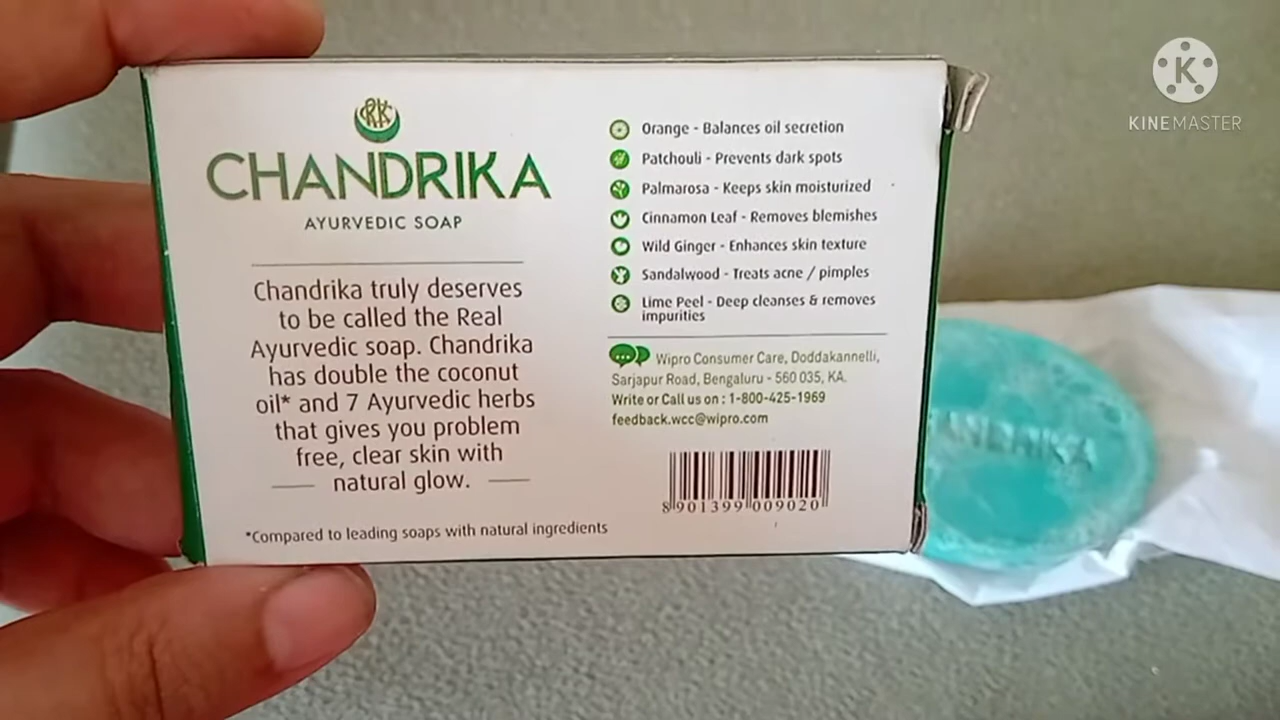 RK
CHANDRIKA
AYURVEDIC SOAP
Chandrika truly deserves
to be called the Real
Ayurvedic soap. Chandrika
has double the coconut
oil* and 7 Ayurvedic herbs
that gives you problem
free, clear skin with
natural glow.
*Compared to leading soaps with natural ingredients
Orange - Balances oil secretion
Patchouli - Prevents dark spots
Palmarosa - Keeps skin moisturized
Cinnamon Leaf - Removes blemishes
Wild Ginger - Enhances skin texture
Sandalwood - Treats acne / pimples
Lime Peel - Deep cleanses & removes
impurities
Wipro Consumer Care, Doddakannelli,
Sarjapur Road, Bengaluru - 560 035, KA.
Write or Call us on : 1-800-425-1969
feedback.wcc@wipro.com
8 901399 009020
K
KINEMASTER
ANDRIKA